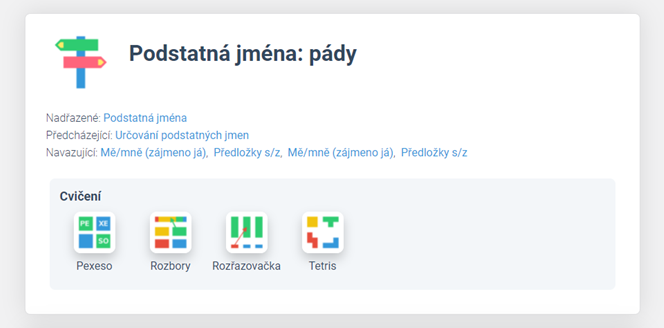 Podstatná jména: pády
Nadřazené: Podstatná jména
Předcházející: Určování podstatných jmen
Navazující: Mě/mně (zájmeno já), Předložky s/z, Mě/mně (zájmeno já), Předložky s/z
Cvičení
PE XE
SO
Pexeso Rozbory Rozřazovačka Tetris